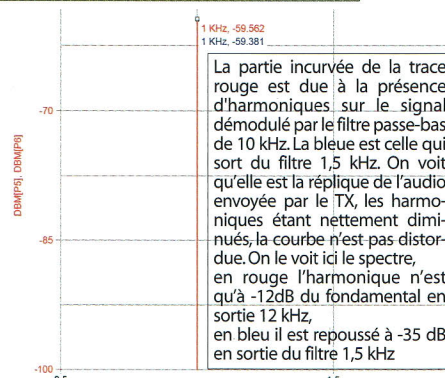 1 KHz, -59.562
1 KHz, -59.381
La partie incurvée de la trace
rouge est due à la présence
d'harmoniques sur le signal
démodulé par le filtre passe-bas
de 10 kHz. La bleue est celle qui
sort du filtre 1,5 kHz. On voit
qu'elle est la réplique de l'audio
envoyée par le TX, les harmo-
niques étant nettement dimi-
nués, la courbe n'est pas distor-
due. On le voit ici le spectre,
en rouge l'harmonique n'est
qu'à -12dB du fondamental en
sortie 12 kHz,
en bleu il est repoussé à -35 dB
en sortie du filtre 1,5 kHz
-70
DBM[P5], DBM[P6]
-85
-100